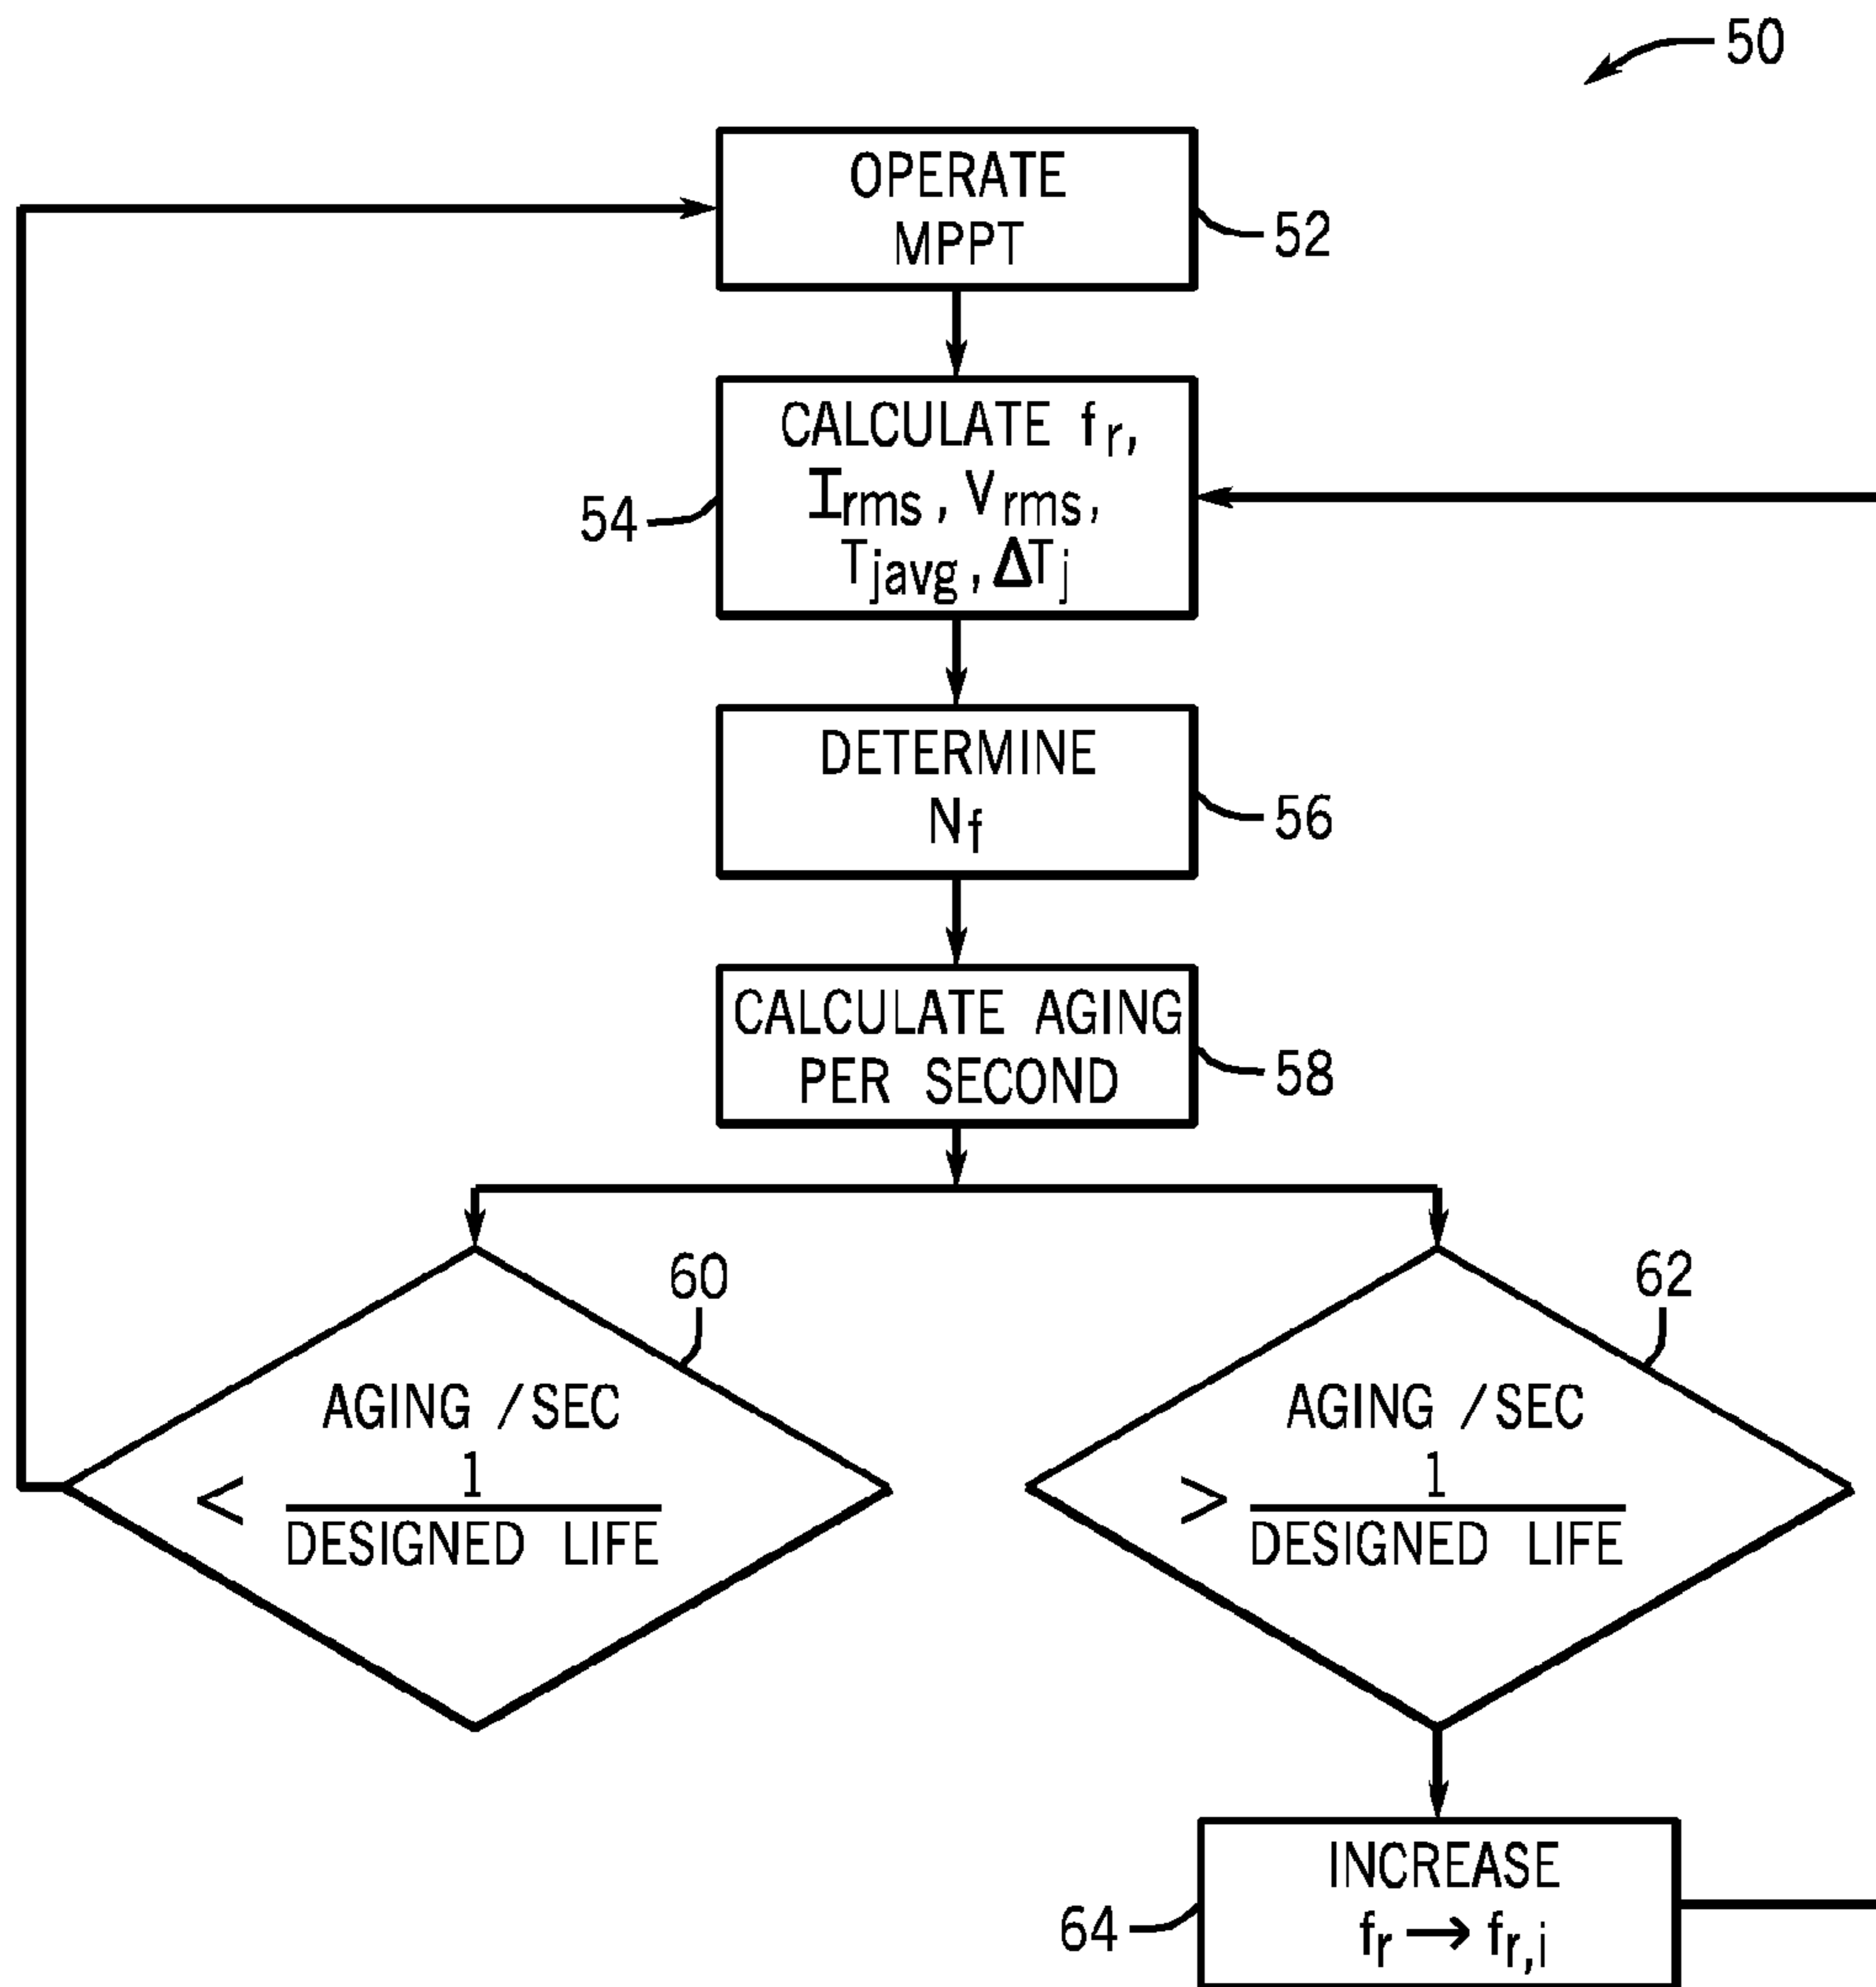 50
OPERATE
MPPT
52
CALCULATE fr,
Irms, Vrms,
Tjavg, ΔTj
54
DETERMINE
Nf
56
CALCULATE AGING
PER SECOND
58
60
AGING /SEC
< 1
DESIGNED LIFE
62
AGING /SEC
> 1
DESIGNED LIFE
INCREASE
fr → fr,i
64